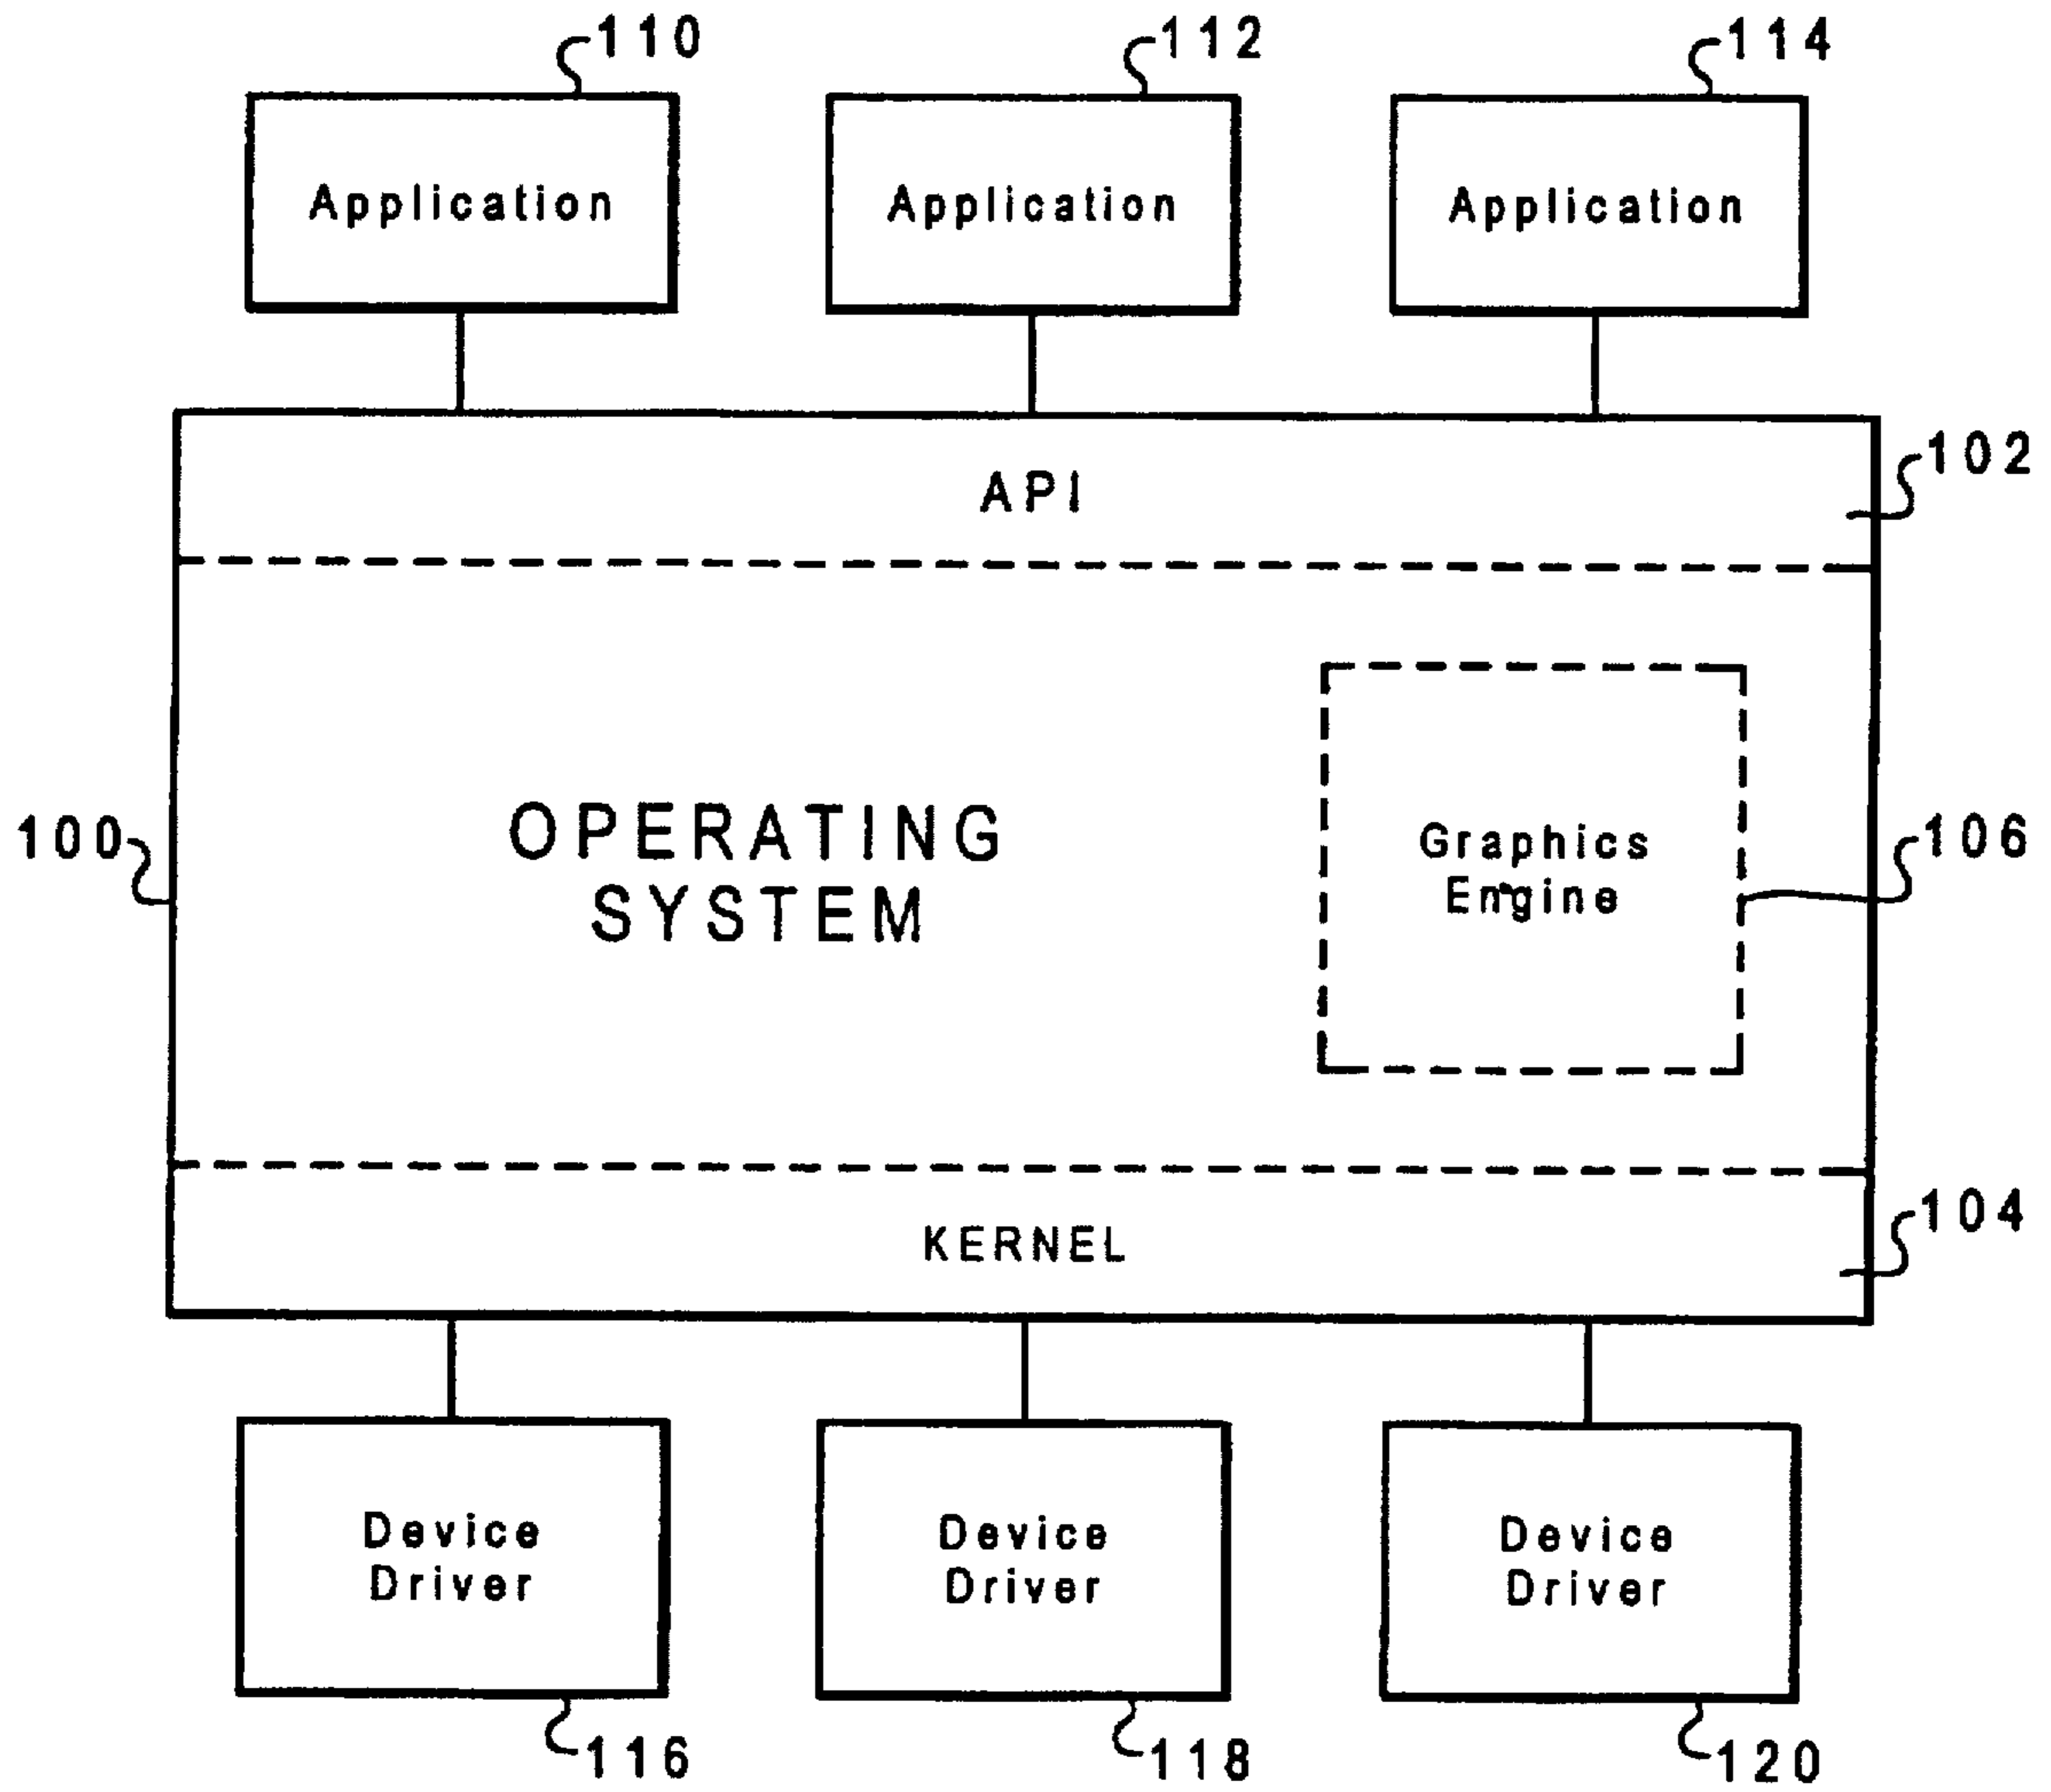 110
112
114
Application
Application
Application
API
102
OPERATING
SYSTEM
100
Graphics
Engine
106
KERNEL
104
Device
Driver
Device
Driver
Device
Driver
116
118
120